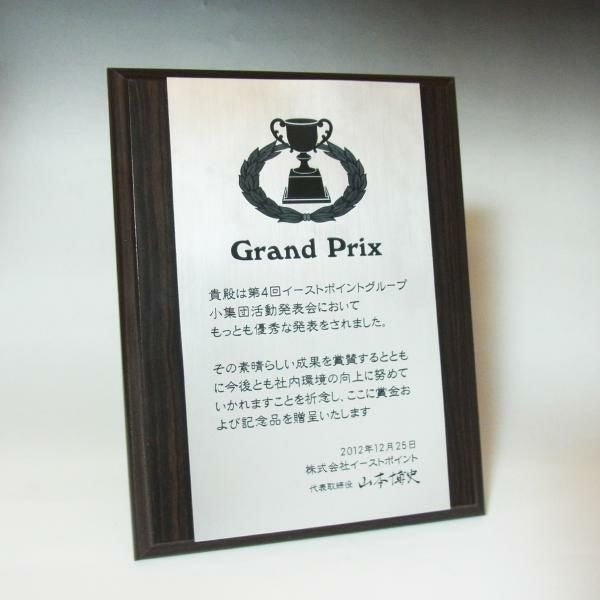 Grand Prix
貴殿は第4回イーストポイントグループ
小集団活動発表会において
もっとも優秀な発表をされました。
その素晴らしい成果を賞賛するととも
に今後とも社内環境の向上に努めて
いかれますことを祈念し、ここに賞金お
よび記念品を贈呈いたします
2012年12月25日
株式会社イーストポイント
代表取締役 山本博史